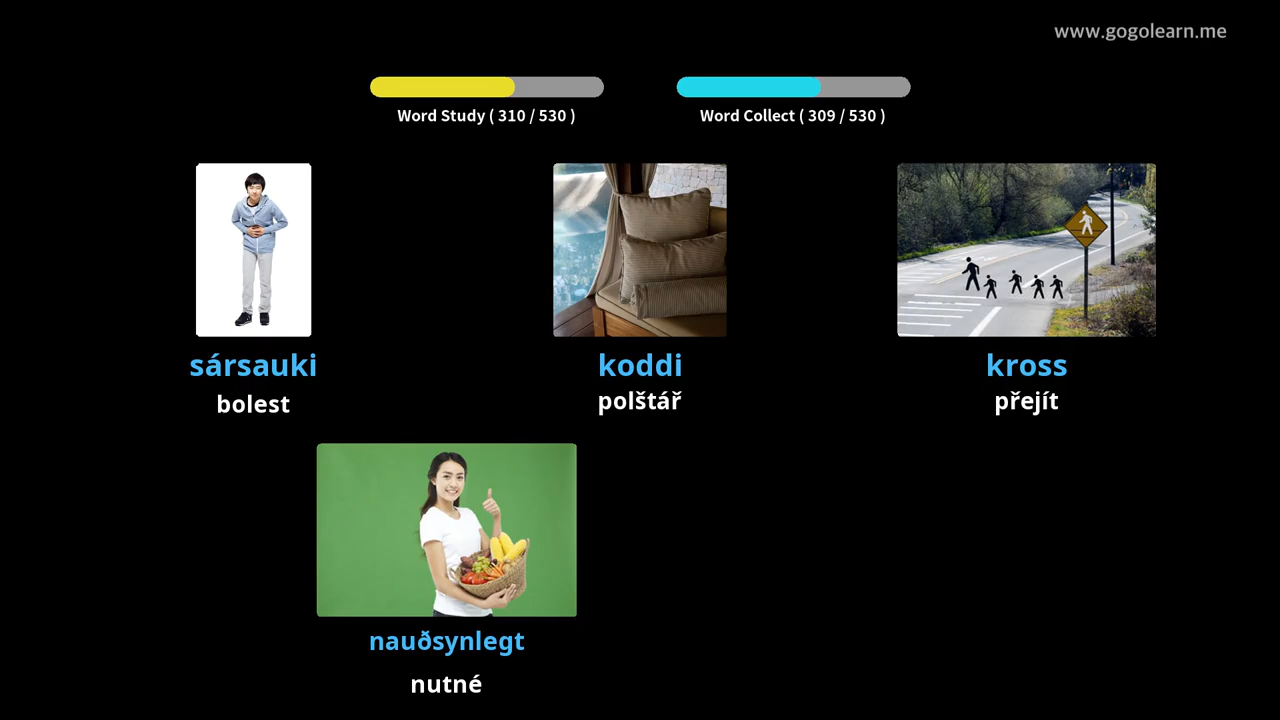 www.gogolearn.me
Word Study ( 310 / 530 )
Word Collect ( 309 / 530 )
sársauki
bolest
koddi
polštář
kross
přejít
nauðsynlegt
nutné